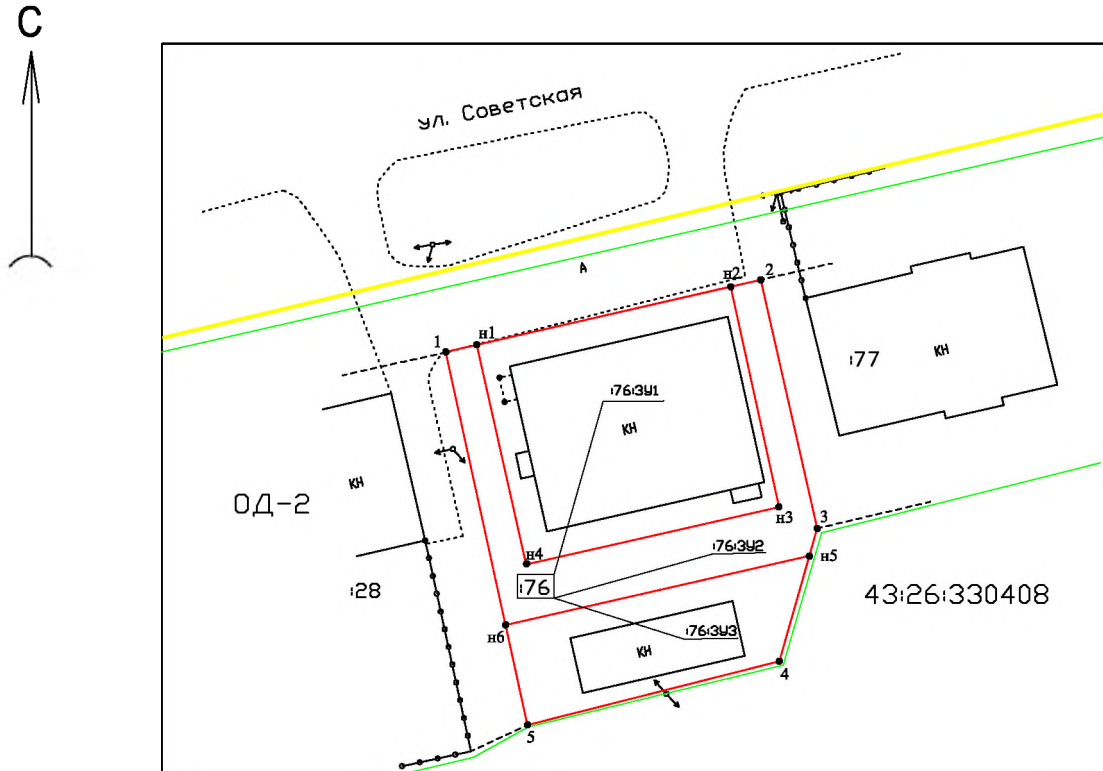 С
ул. Советская
А
н2
2
1
н1
:77
КН
:76:ЗУ1
КН
КН
ОД-2
н3
3
н4
:76:ЗУ2
н5
:76
:28
43:26:330408
н6
:76:ЗУ3
КН
4
5